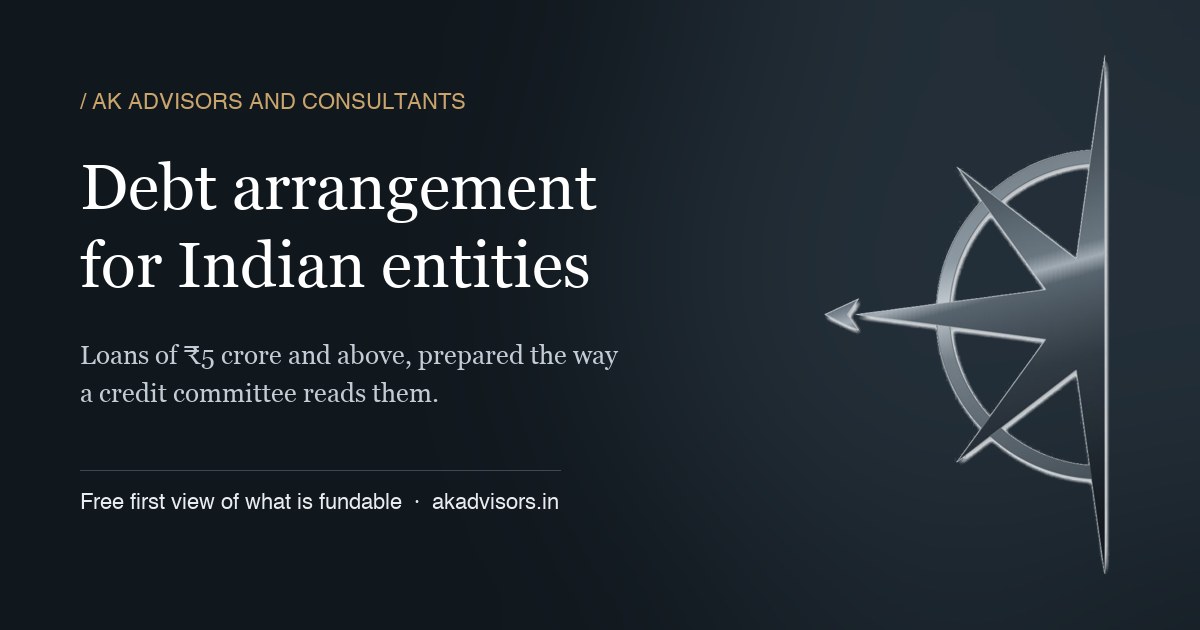 / AK ADVISORS AND CONSULTANTS
Debt arrangement
for Indian entities
Loans of ₹5 crore and above, prepared the way
a credit committee reads them.
Free first view of what is fundable · akadvisors.in